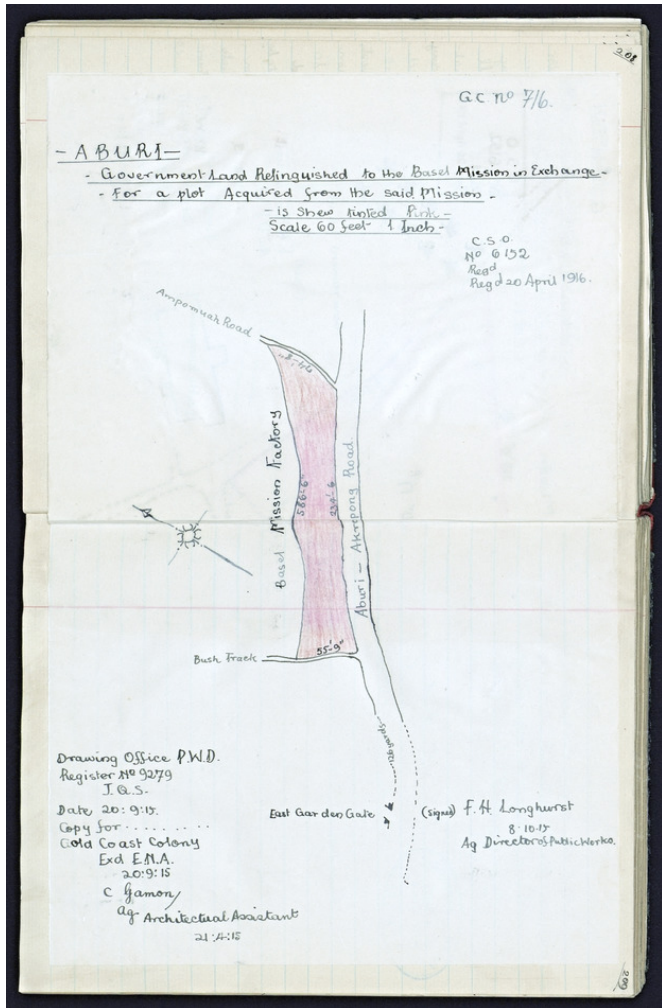 GC No 716.
- ABURI -
- Government Land Relinquished to the Basel Mission in Exchange -
- For a plot Acquired from the said Mission -
- is Shew tinted Pink -
Scale 60 feet - 1 Inch -
C.S.O.
No 6152
Regd
Regd 20 April 1916.
Ampomuah Road
Basel Mission Factory
Aburi - Akropong Road
55'-9"
Bush Track
126 yards
East Garden Gate
(Signed) F. H. Longhurst
8.10.15
Ag Director of Public Works.
Drawing Office P.W.D.
Register No 9279
J.Q.S.
Date 20:9:15.
Copy for . . . . . . . .
Gold Coast Colony
Exd E.N.A.
20:9:15
C Gamon
ag Architectural Assistant
21:4:15